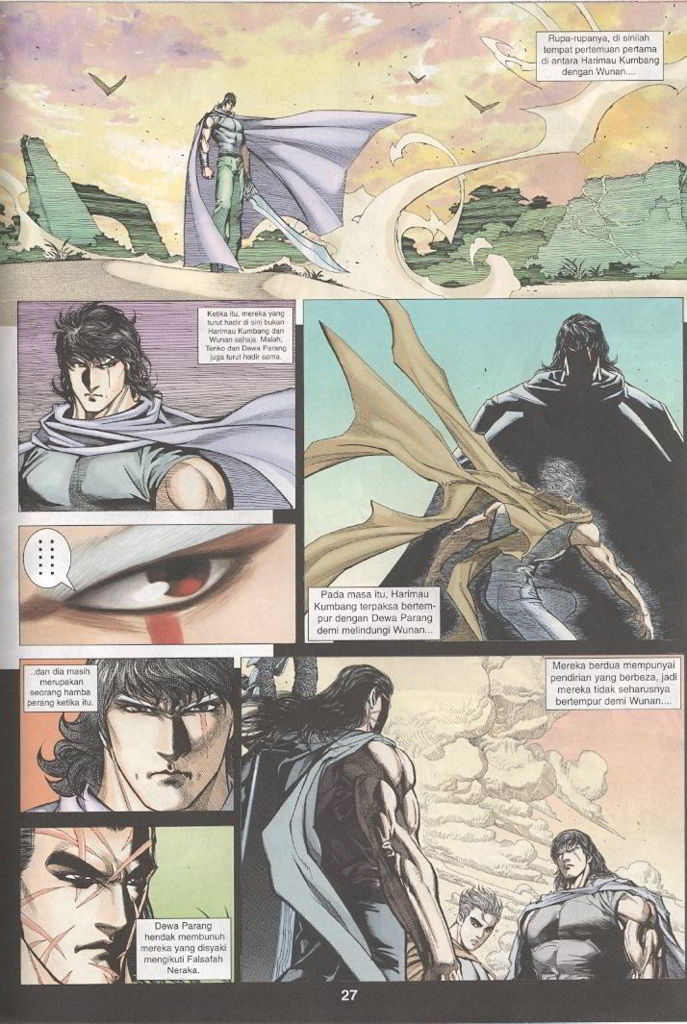 Rupa-rupanya, di sinilah
tempat pertemuan pertama
di antara Harimau Kumbang
dengan Wunan....
Ketika itu, mereka yang
turut hadir di sini bukan
Harimau Kumbang dan
Wunan sahaja. Malah,
Tenko dan Dewa Parang
juga turut hadir sama.
Pada masa itu, Harimau
Kumbang terpaksa bertem-
pur dengan Dewa Parang
demi melindungi Wunan...
..dan dia masih
merupakan
seorang hamba
perang ketika itu.
Mereka berdua mempunyai
pendirian yang berbeza, jadi
mereka tidak seharusnya
bertempur demi Wunan....
Dewa Parang
hendak membunuh
mereka yang disyaki
mengikuti Falsafah
Neraka.
27